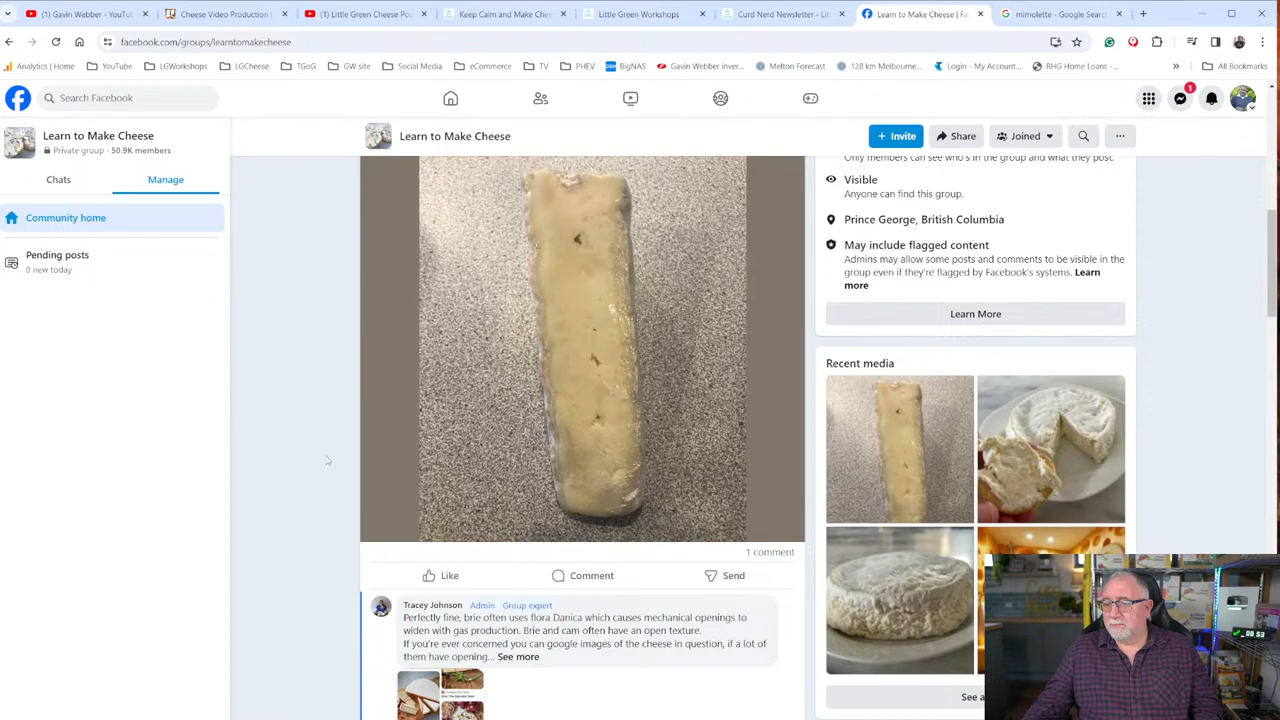 (1) Gavin Webber - YouTube
Cheese Video Production
(1) Little Green Cheese Pod
Keep Calm and Make Chee
Little Green Workshops
Curd Nerd Newsletter - Lit
Learn to Make Cheese | Fa
mimolette - Google Search
facebook.com/groups/learntomakecheese
Analytics | Home
YouTube
LGWorkshops
LGCheese
TGoG
GW site
Social Media
eCommerce
TV
PHEV
BigNAS
Gavin Webber inver...
Melton Forecast
128 km Melbourne...
Login - My Account...
RHG Home Loans -...
All Bookmarks
Search Facebook
1
Learn to Make Cheese
Private group · 50.9K members
Chats
Manage
Community home
Pending posts
0 new today
Learn to Make Cheese
+ Invite
Share
Joined
Only members can see who's in the group and what they post.
Visible
Anyone can find this group.
Prince George, British Columbia
May include flagged content
Admins may allow some posts and comments to be visible in the
group even if they're flagged by Facebook's systems. Learn
more
Learn More
Recent media
1 comment
Like
Comment
Send
Tracey Johnson Admin Group expert
Perfectly fine, brie often uses flora Danica which causes mechanical openings to
widen with gas production. Brie and cam often have an open texture.
If you're ever concerned you can google images of the cheese in question, if a lot of
them have opening... See more
See a